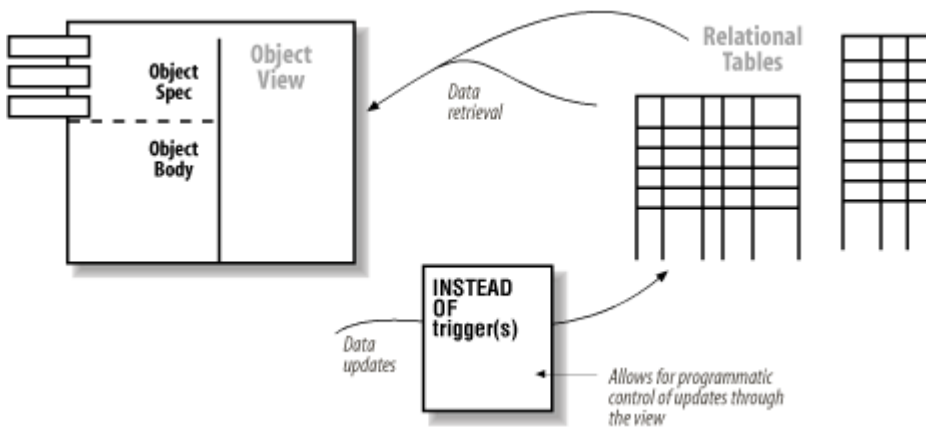 Object
Spec
Object
View
Object
Body
Data
retrieval
Relational
Tables
INSTEAD
OF
trigger(s)
Data
updates
Allows for programmatic
control of updates through
the view